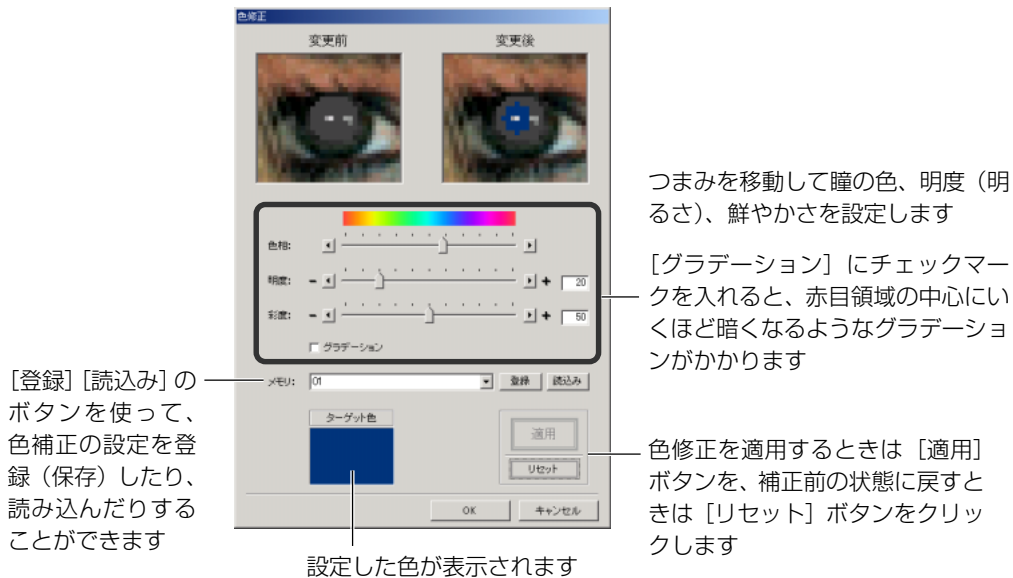 色修正
変更前
変更後
色相:
明度:
- +
20
彩度:
- +
50
グラデーション
メモリ:
01
登録
読込み
ターゲット色
適用
リセット
OK
キャンセル
つまみを移動して瞳の色、明度（明
るさ）、鮮やかさを設定します
［グラデーション］にチェックマー
クを入れると、赤目領域の中心にい
くほど暗くなるようなグラデーショ
ンがかかります
［登録］［読込み］の
ボタンを使って、
色補正の設定を登
録（保存）したり、
読み込んだりする
ことができます
色修正を適用するときは［適用］
ボタンを、補正前の状態に戻すと
きは［リセット］ボタンをクリッ
クします
設定した色が表示されます